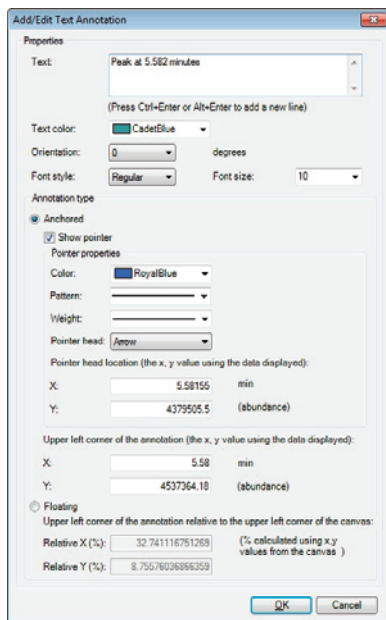 Add/Edit Text Annotation
Properties
Text: Peak at 5.582 minutes
(Press Ctrl+Enter or Alt+Enter to add a new line)
Text color: CadetBlue
Orientation: 0 degrees
Font style: Regular Font size: 10
Annotation type
Anchored
Show pointer
Pointer properties
Color: RoyalBlue
Pattern:
Weight:
Pointer head: Arrow
Pointer head location (the x, y value using the data displayed):
X: 5.58155 min
Y: 4379505.5 (abundance)
Upper left corner of the annotation (the x, y value using the data displayed):
X: 5.58 min
Y: 4537364.18 (abundance)
Floating
Upper left corner of the annotation relative to the upper left corner of the canvas:
Relative X (%): 32.741116751269 (% calculated using x,y
Relative Y (%): 8.75576036866359 values from the canvas )
OK Cancel